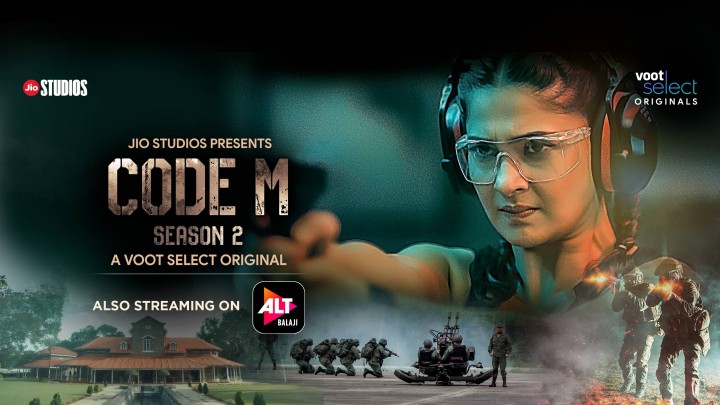 Jio STUDIOS
voot
select
ORIGINALS
JIO STUDIOS PRESENTS
CODE M
SEASON 2
A VOOT SELECT ORIGINAL
ALSO STREAMING ON
ALT
BALAJI